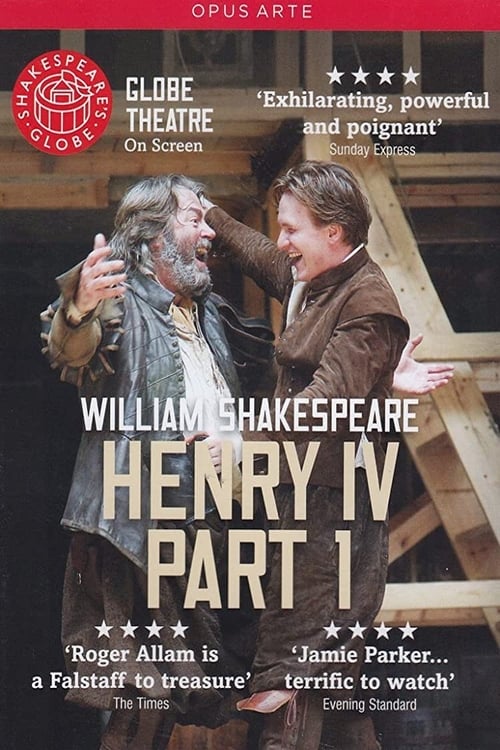 OPUS ARTE
SHAKESPEARE'S GLOBE
GLOBE
THEATRE
On Screen
★★★★
‘Exhilarating, powerful
and poignant’
Sunday Express
WILLIAM SHAKESPEARE
HENRY IV
PART 1
★★★★
‘Roger Allam is
a Falstaff to treasure’
The Times
★★★★
‘Jamie Parker...
terrific to watch’
Evening Standard